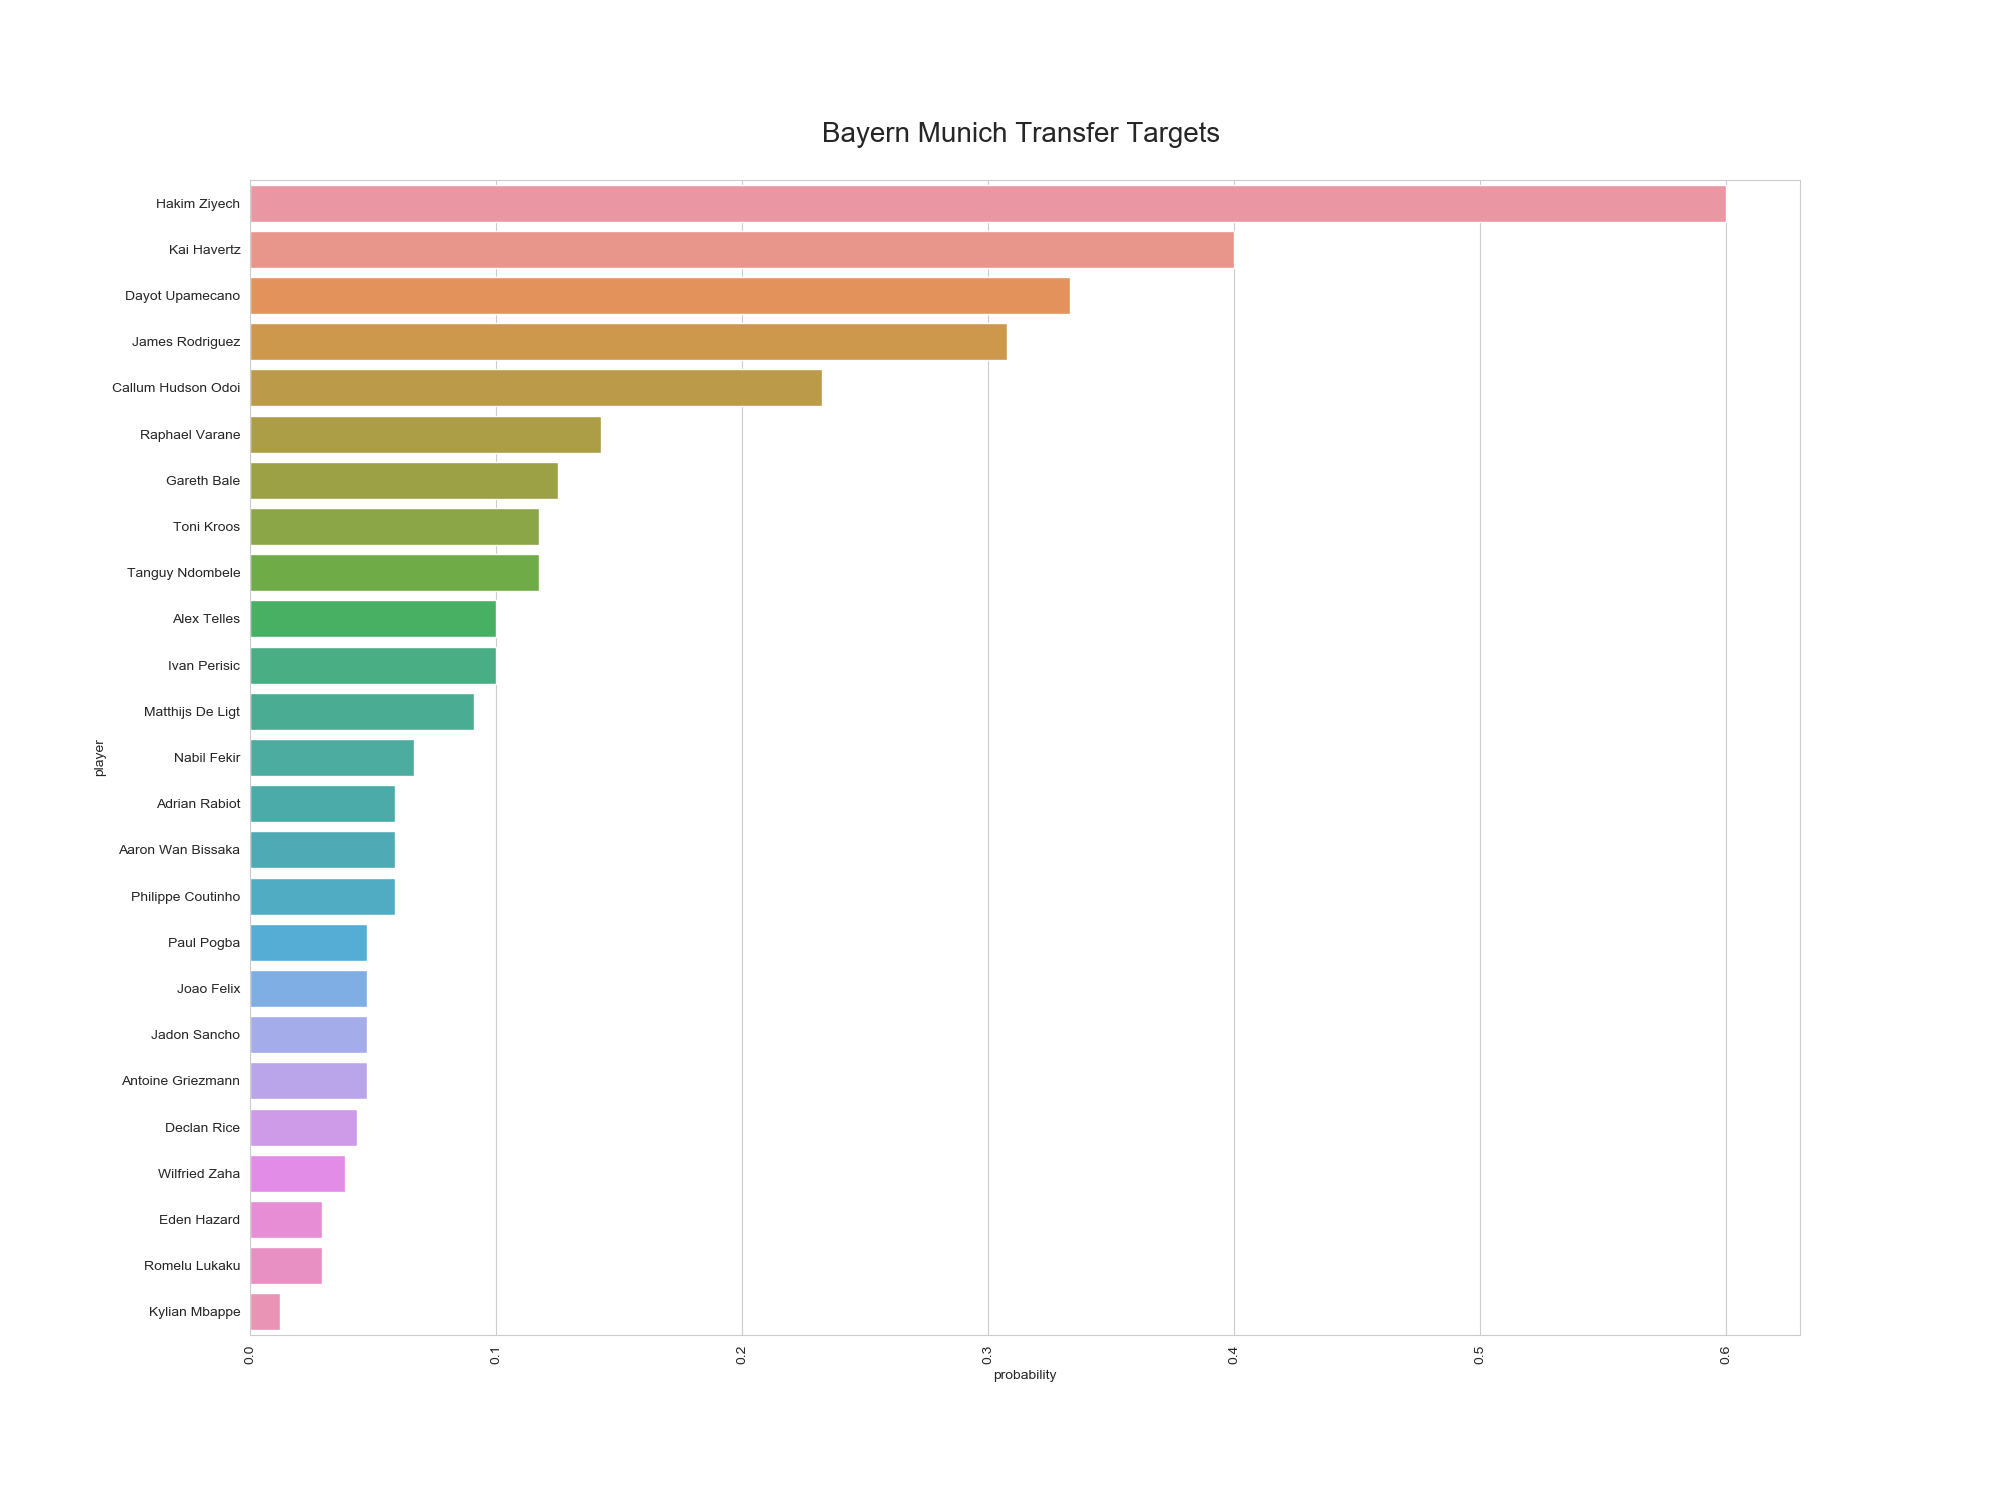 Bayern Munich Transfer Targets
Hakim Ziyech
Kai Havertz
Dayot Upamecano
James Rodriguez
Callum Hudson Odoi
Raphael Varane
Gareth Bale
Toni Kroos
Tanguy Ndombele
Alex Telles
Ivan Perisic
Matthijs De Ligt
Nabil Fekir
Adrian Rabiot
Aaron Wan Bissaka
Philippe Coutinho
Paul Pogba
Joao Felix
Jadon Sancho
Antoine Griezmann
Declan Rice
Wilfried Zaha
Eden Hazard
Romelu Lukaku
Kylian Mbappe
player
0.0 0.1 0.2 0.3 0.4 0.5 0.6
probability